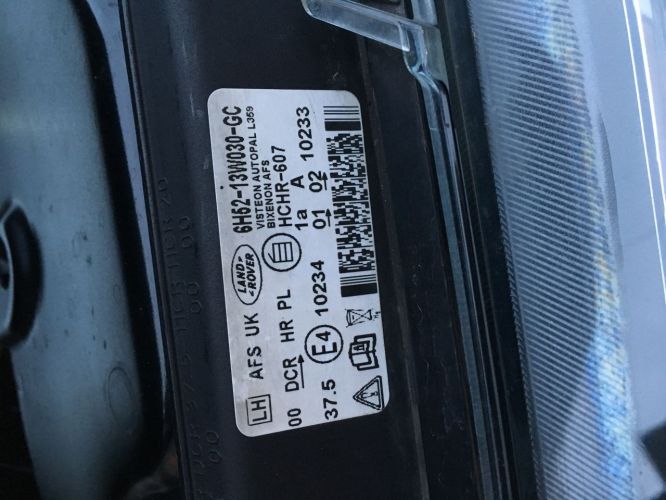 LH AFS UK LAND ROVER 6H52-13W030-GC
VISTEON AUTOPAL L359
BIXENON AFS
00 DCR HR PL HCHR-607
1a A
37.5 E4 10234 01 02 10233